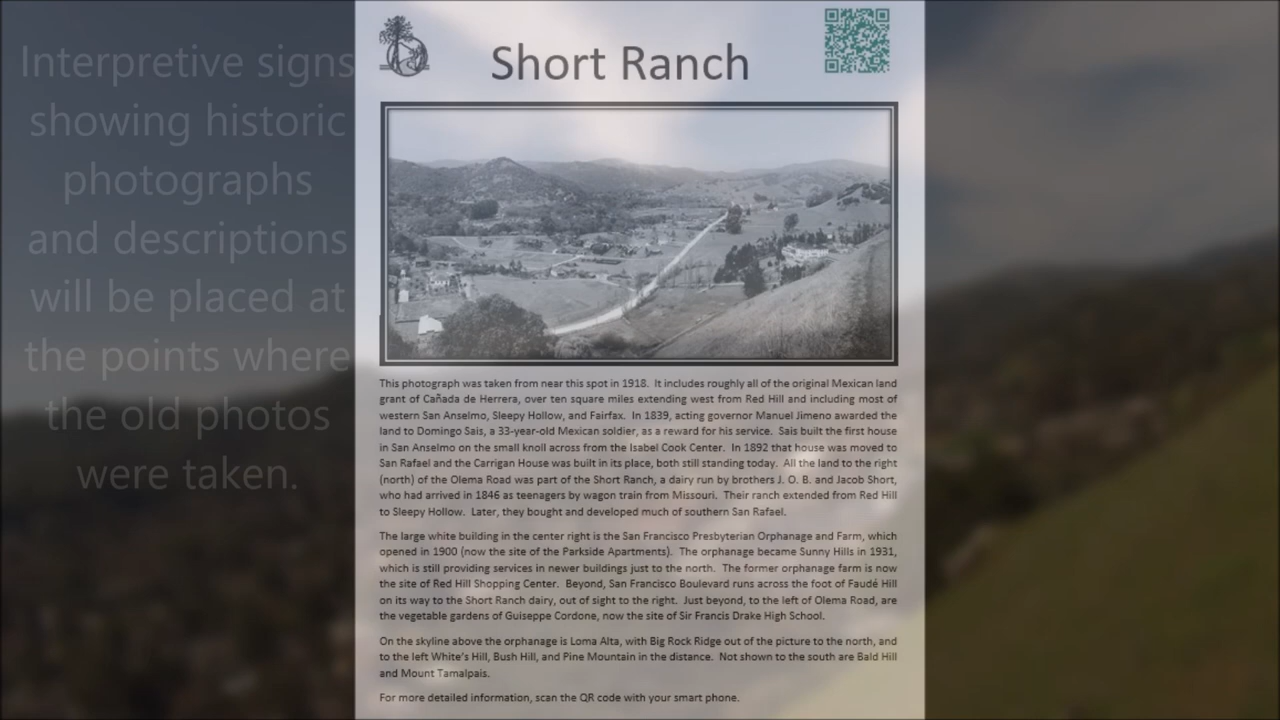 Interpretive signs
showing historic
photographs
and descriptions
will be placed at
the points where
the old photos
were taken.
Short Ranch
This photograph was taken from near this spot in 1918. It includes roughly all of the original Mexican land
grant of Cañada de Herrera, over ten square miles extending west from Red Hill and including most of
western San Anselmo, Sleepy Hollow, and Fairfax. In 1839, acting governor Manuel Jimeno awarded the
land to Domingo Sais, a 33-year-old Mexican soldier, as a reward for his service. Sais built the first house
in San Anselmo on the small knoll across from the Isabel Cook Center. In 1892 that house was moved to
San Rafael and the Carrigan House was built in its place, both still standing today. All the land to the right
(north) of the Olema Road was part of the Short Ranch, a dairy run by brothers J. O. B. and Jacob Short,
who had arrived in 1846 as teenagers by wagon train from Missouri. Their ranch extended from Red Hill
to Sleepy Hollow. Later, they bought and developed much of southern San Rafael.
The large white building in the center right is the San Francisco Presbyterian Orphanage and Farm, which
opened in 1900 (now the site of the Parkside Apartments). The orphanage became Sunny Hills in 1931,
which is still providing services in newer buildings just to the north. The former orphanage farm is now
the site of Red Hill Shopping Center. Beyond, San Francisco Boulevard runs across the foot of Faudé Hill
on its way to the Short Ranch dairy, out of sight to the right. Just beyond, to the left of Olema Road, are
the vegetable gardens of Guiseppe Cordone, now the site of Sir Francis Drake High School.
On the skyline above the orphanage is Loma Alta, with Big Rock Ridge out of the picture to the north, and
to the left White's Hill, Bush Hill, and Pine Mountain in the distance. Not shown to the south are Bald Hill
and Mount Tamalpais.
For more detailed information, scan the QR code with your smart phone.